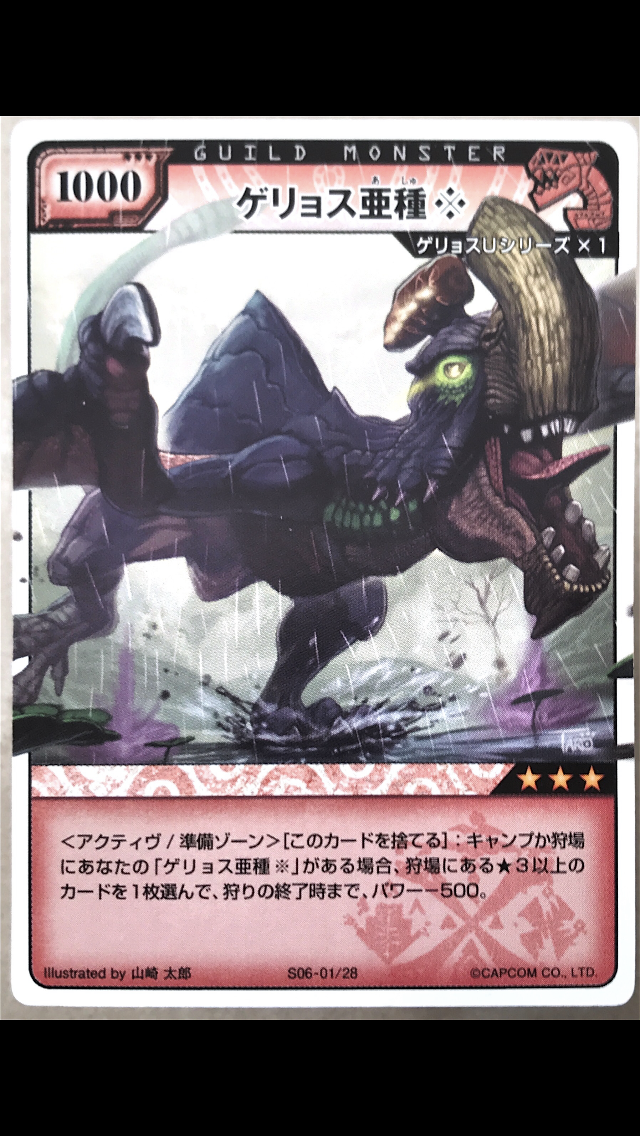 GUILD MONSTER
1000
あ しゅ
ゲリョス亜種※
ゲリョスUシリーズ×1
<アクティヴ / 準備ゾーン>[このカードを捨てる]：キャンプか狩場
にあなたの「ゲリョス亜種※」がある場合、狩場にある★3以上の
カードを1枚選んで、狩りの終了時まで、パワー−500。
Illustrated by 山崎 太郎
S06-01/28
©CAPCOM CO., LTD.